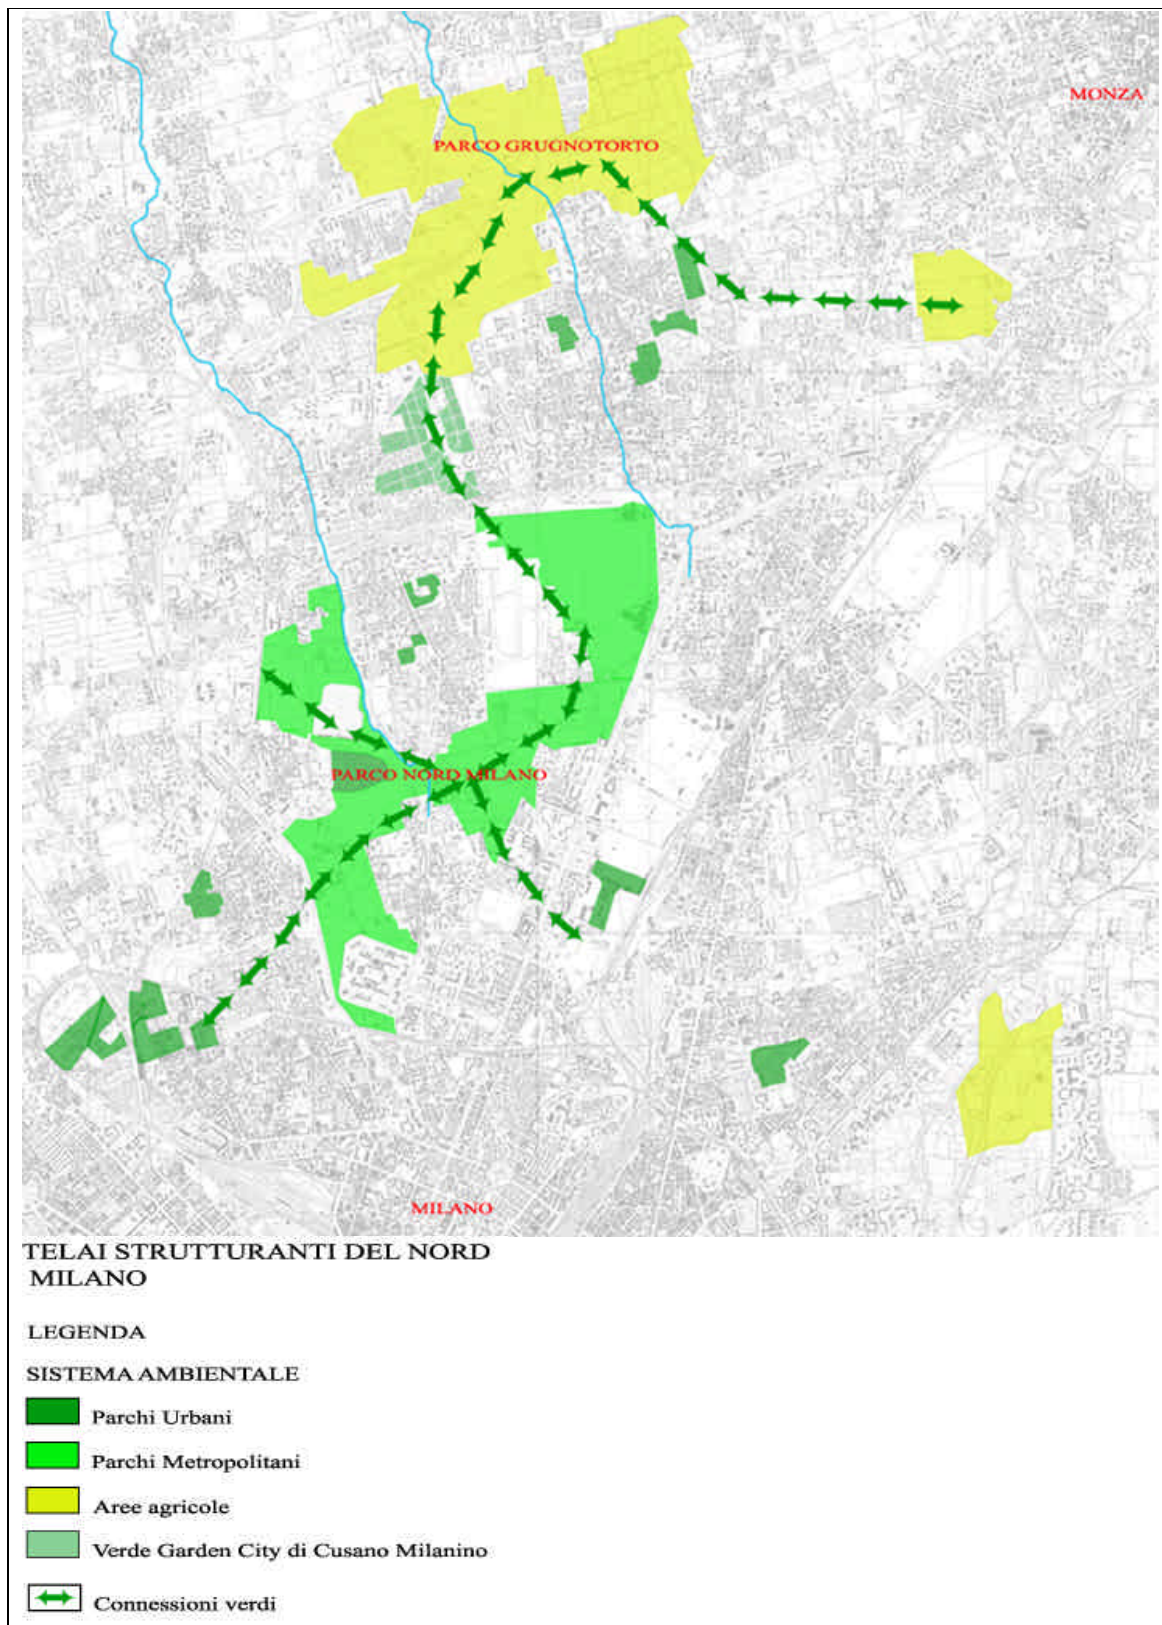 MONZA
PARCO GRUGNOTORTO
PARCO NORD MILANO
MILANO
TELAI STRUTTURANTI DEL NORD
MILANO
LEGENDA
SISTEMA AMBIENTALE
Parchi Urbani
Parchi Metropolitani
Aree agricole
Verde Garden City di Cusano Milanino
Connessioni verdi